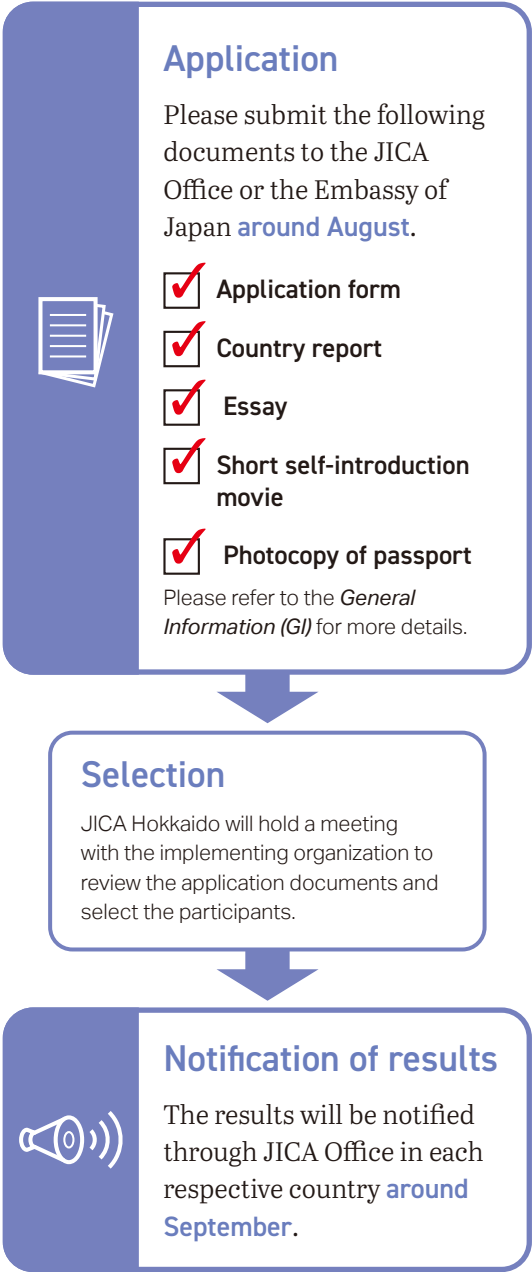 Application
Please submit the following
documents to the JICA
Office or the Embassy of
Japan around August.
Application form
Country report
Essay
Short self-introduction
movie
Photocopy of passport
Please refer to the General
Information (GI) for more details.
Selection
JICA Hokkaido will hold a meeting
with the implementing organization to
review the application documents and
select the participants.
Notification of results
The results will be notified
through JICA Office in each
respective country around
September.